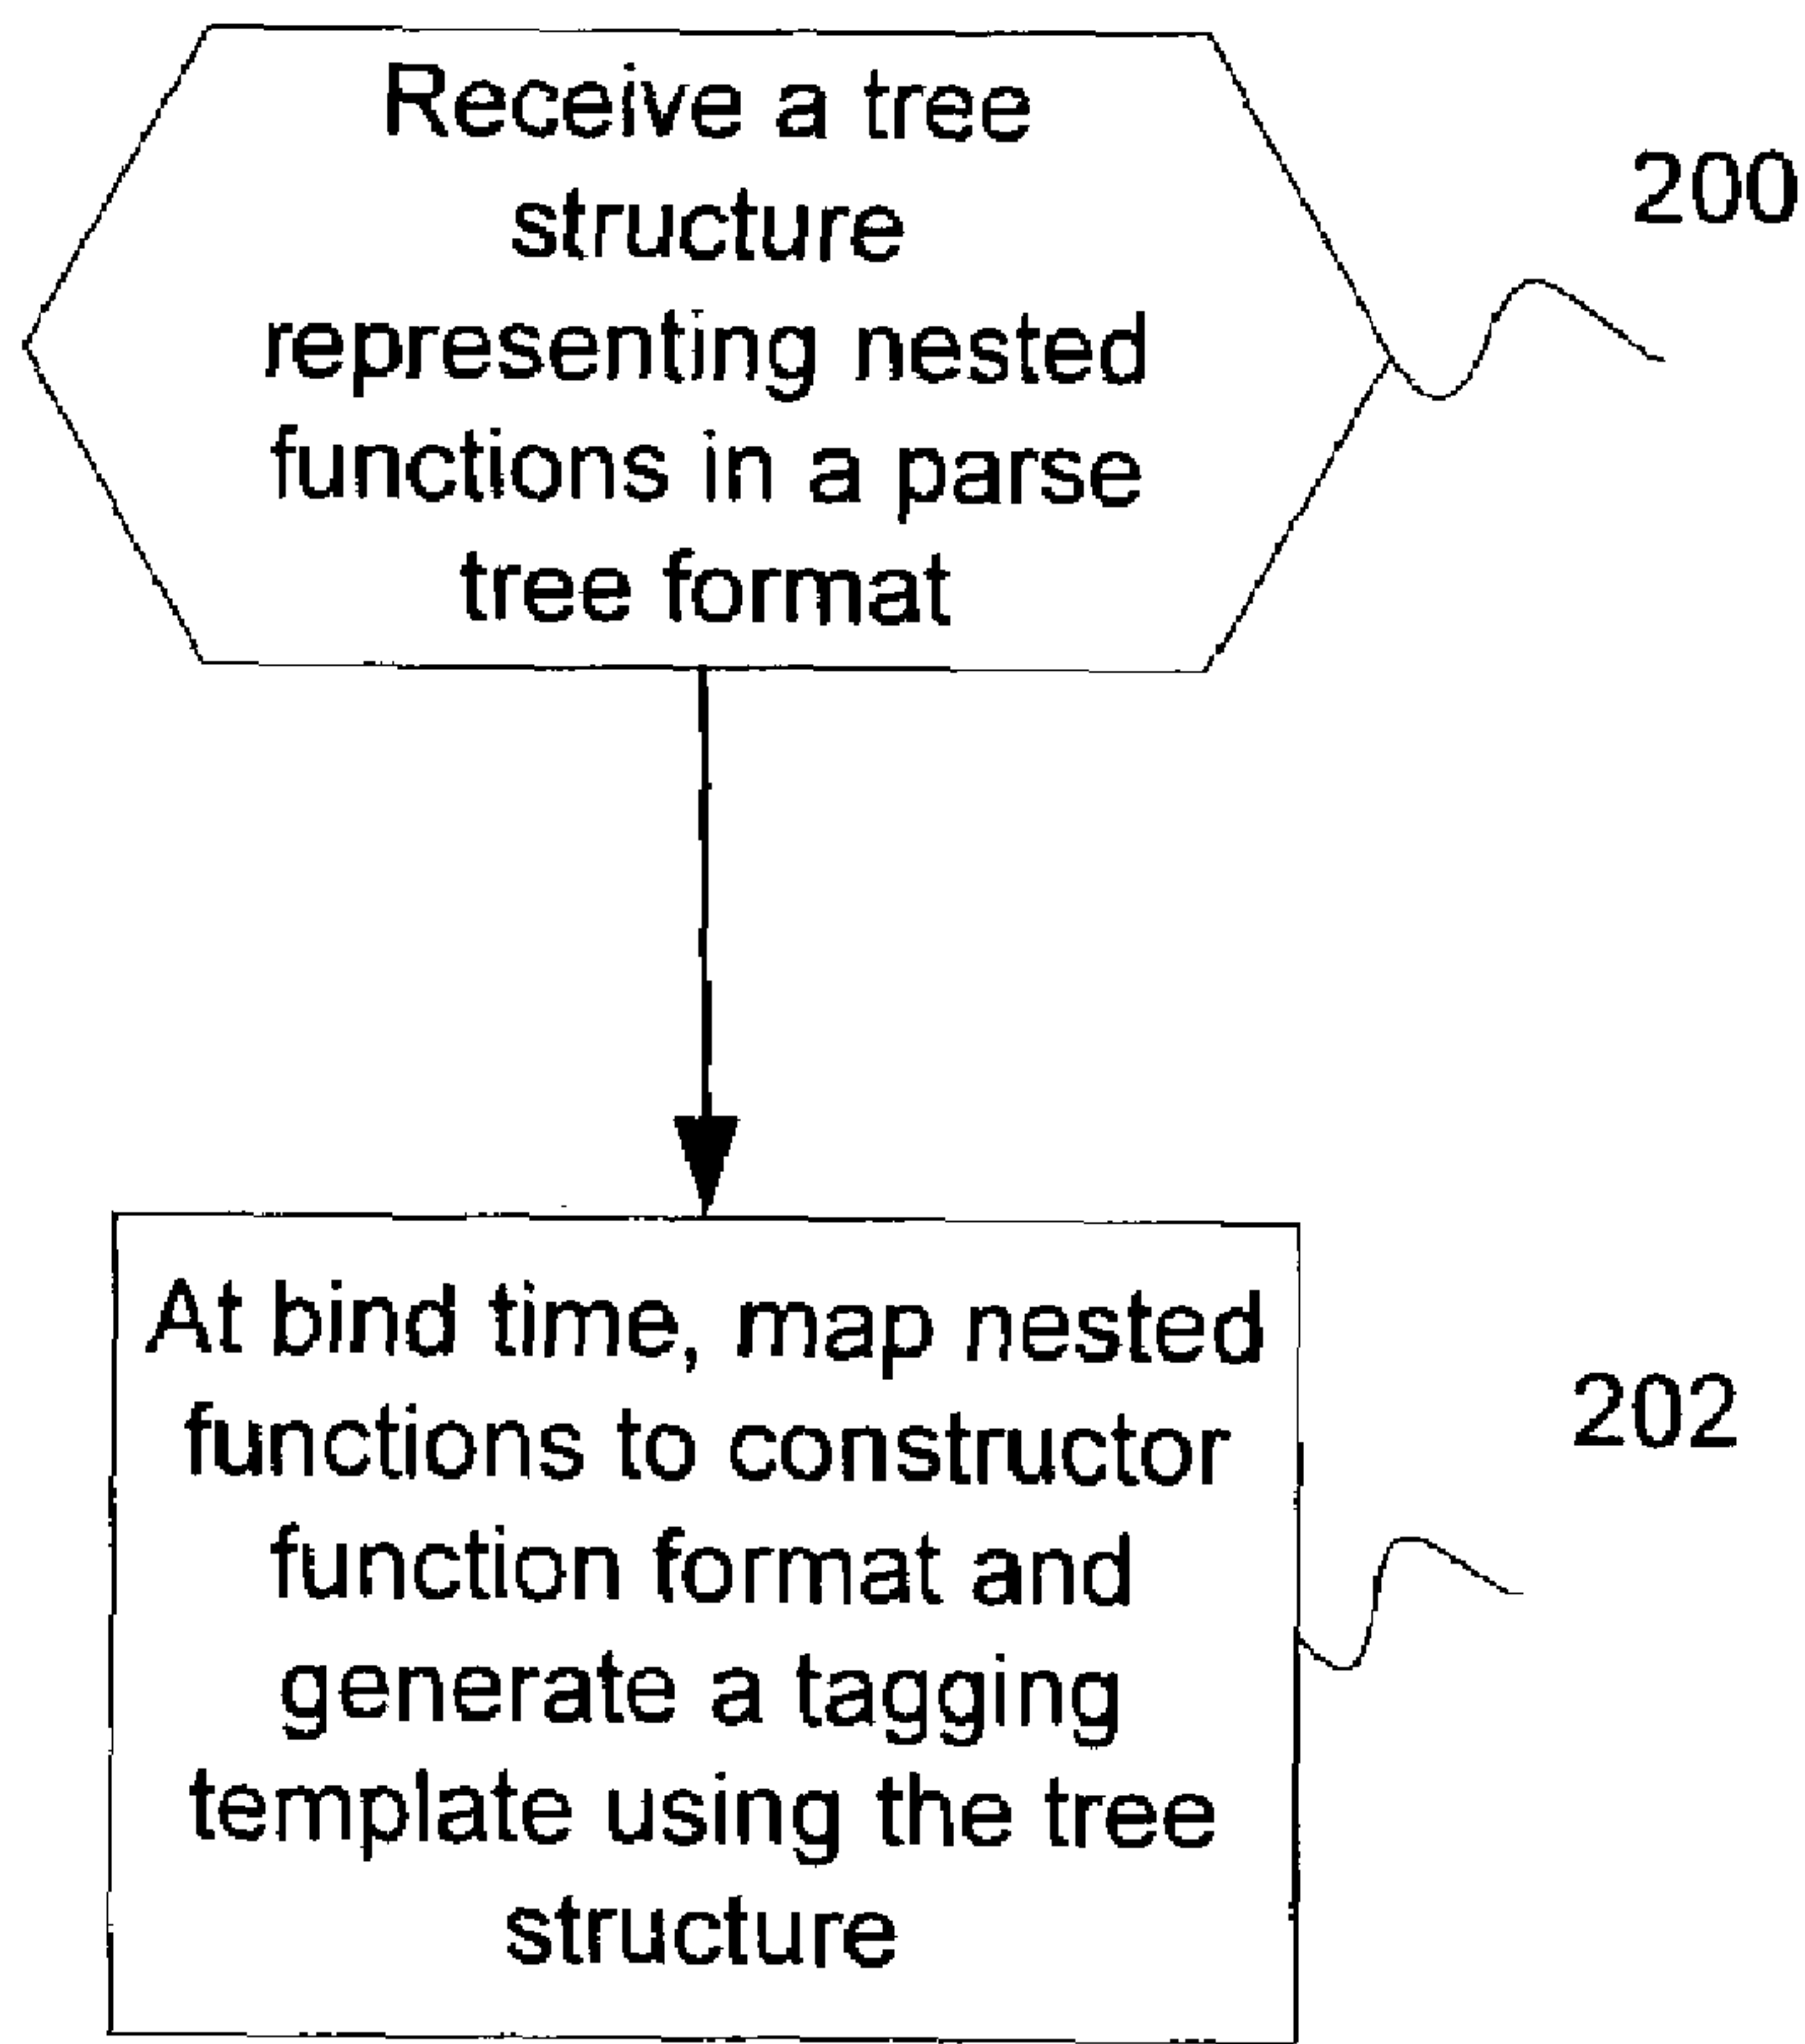 Receive a tree
structure
representing nested
functions in a parse
tree format
200
At bind time, map nested
functions to constructor
function format and
generate a tagging
template using the tree
structure
202